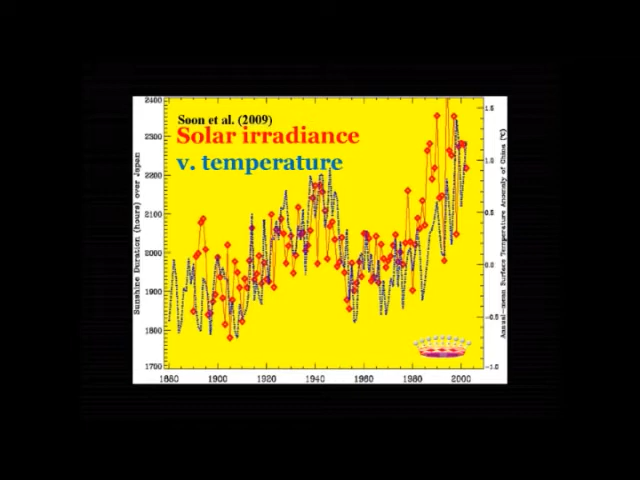 Soon et al. (2009)
Solar irradiance
v. temperature
Sunshine Duration (hours) over Japan
Annual-mean Surface Temperature Anomaly of China (°C)
2400
2300
2200
2100
2000
1900
1800
1700
1.5
1.0
0.5
0.0
-0.5
-1.0
1880 1900 1920 1940 1960 1980 2000